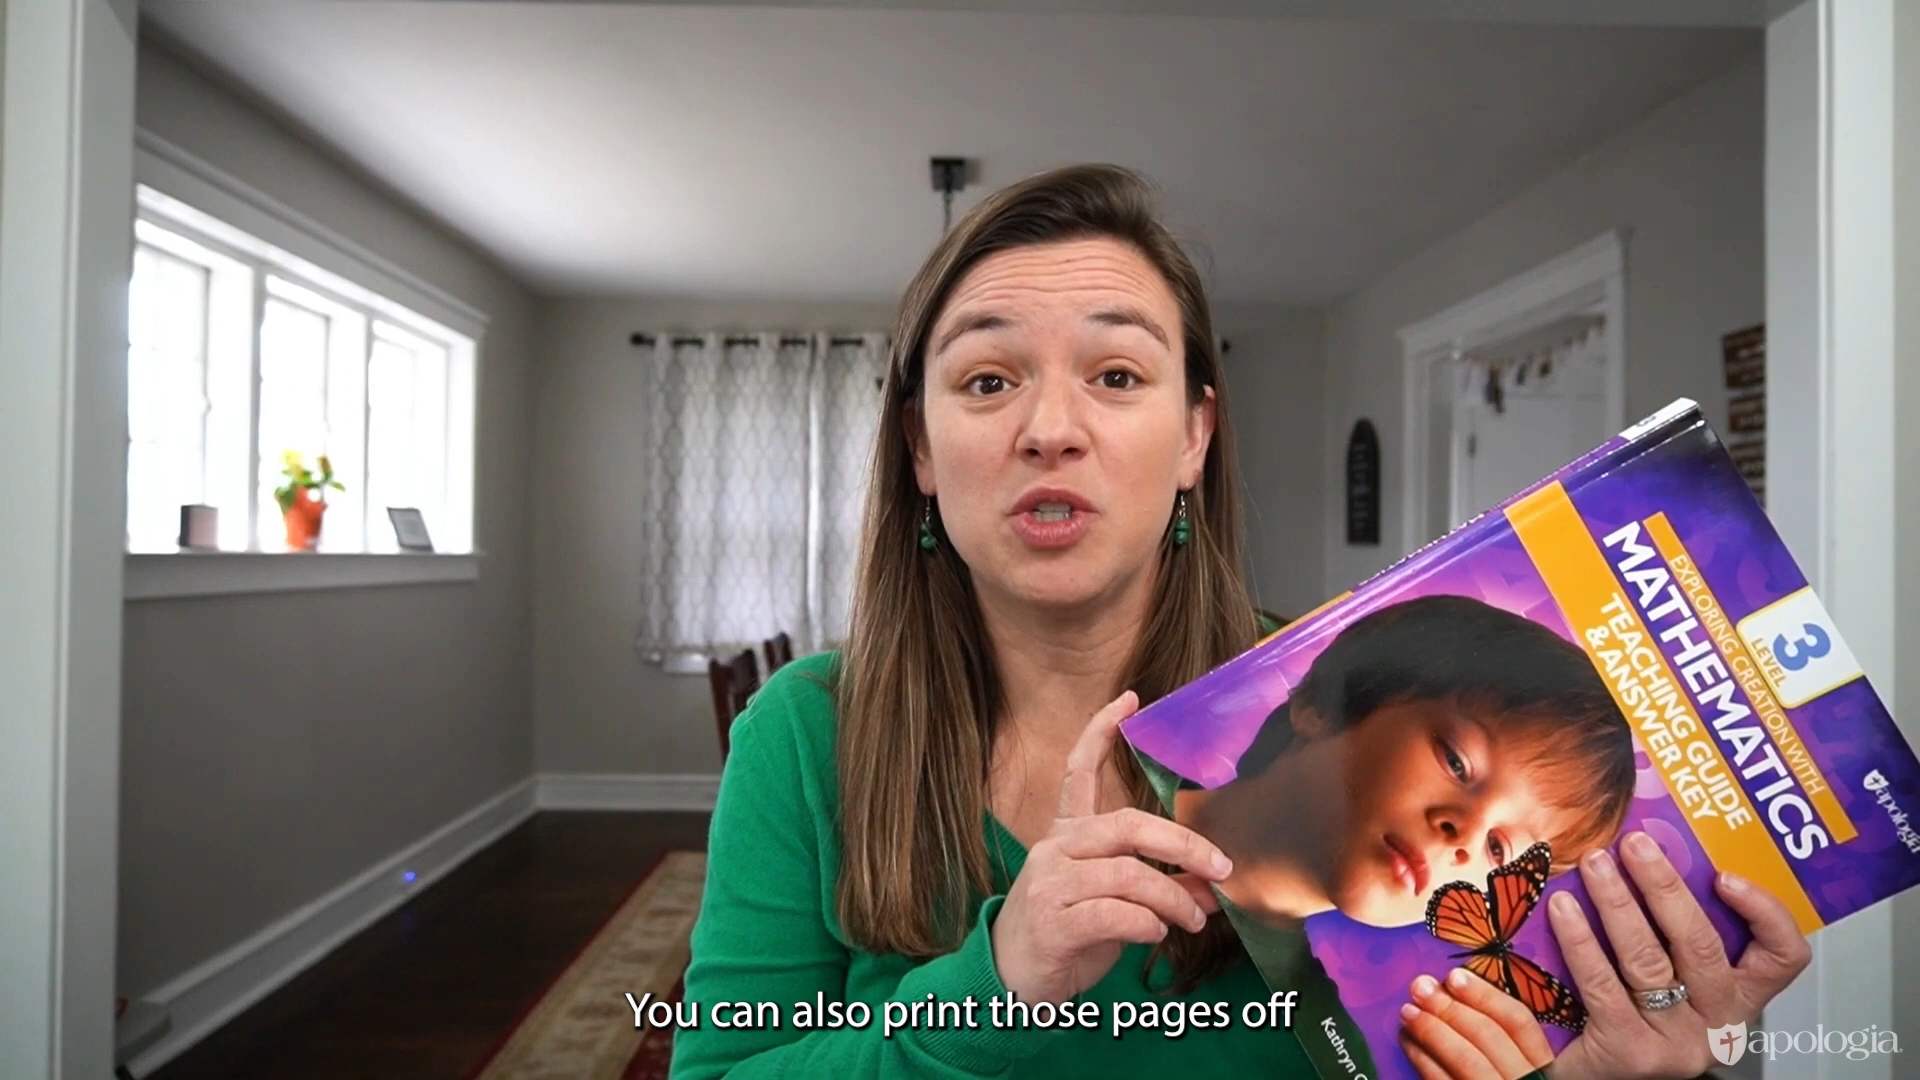 EXPLORING CREATION WITH
MATHEMATICS
TEACHING GUIDE
& ANSWER KEY
3
LEVEL
apologia
Kathryn
You can also print those pages off
apologia